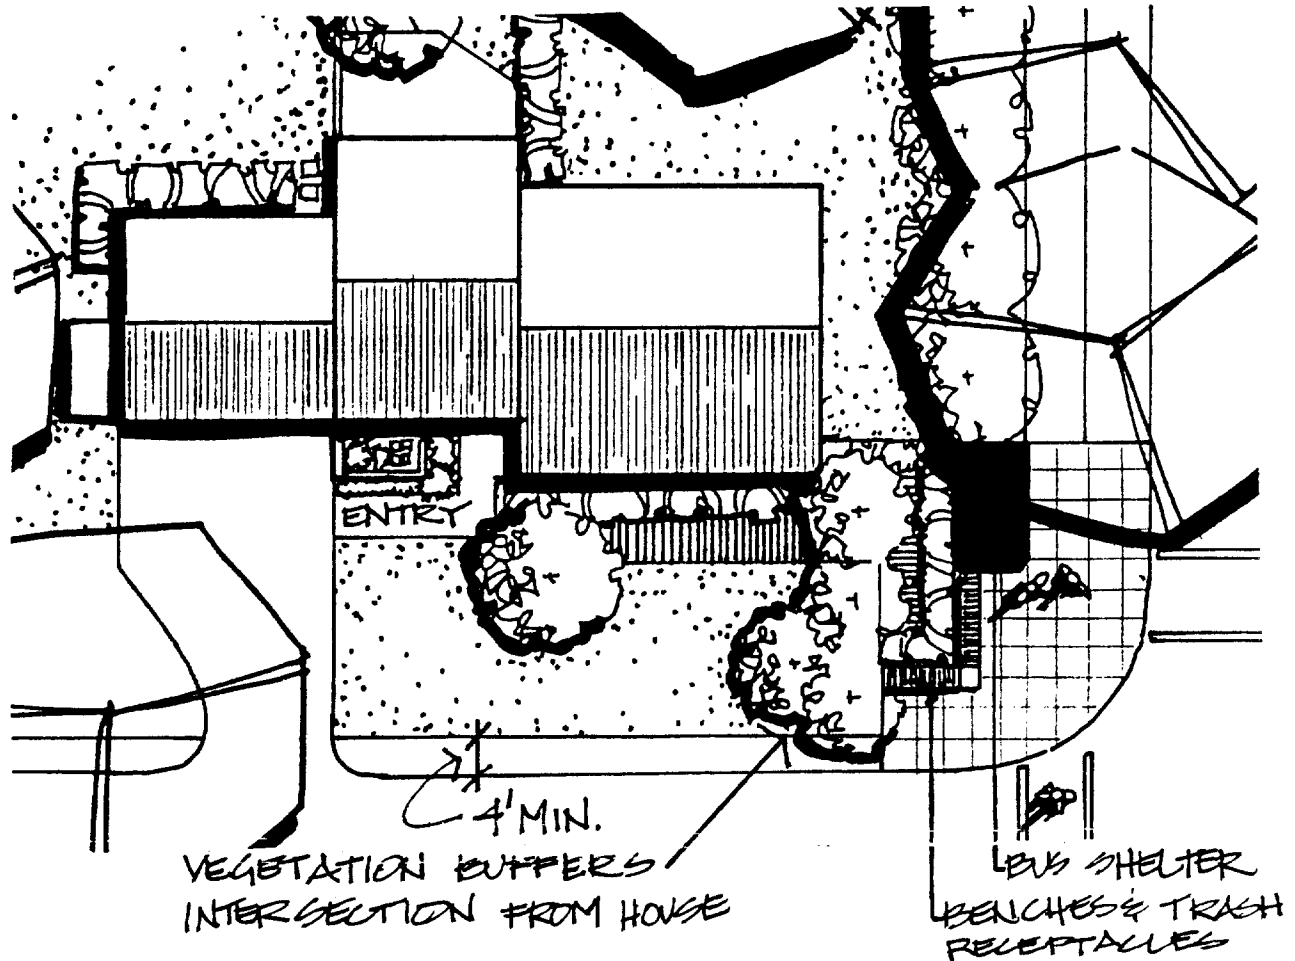 ENTRY
4' MIN.
VEGETATION BUFFERS
INTERSECTION FROM HOUSE
BUS SHELTER
BENCHES & TRASH
RECEPTACLES